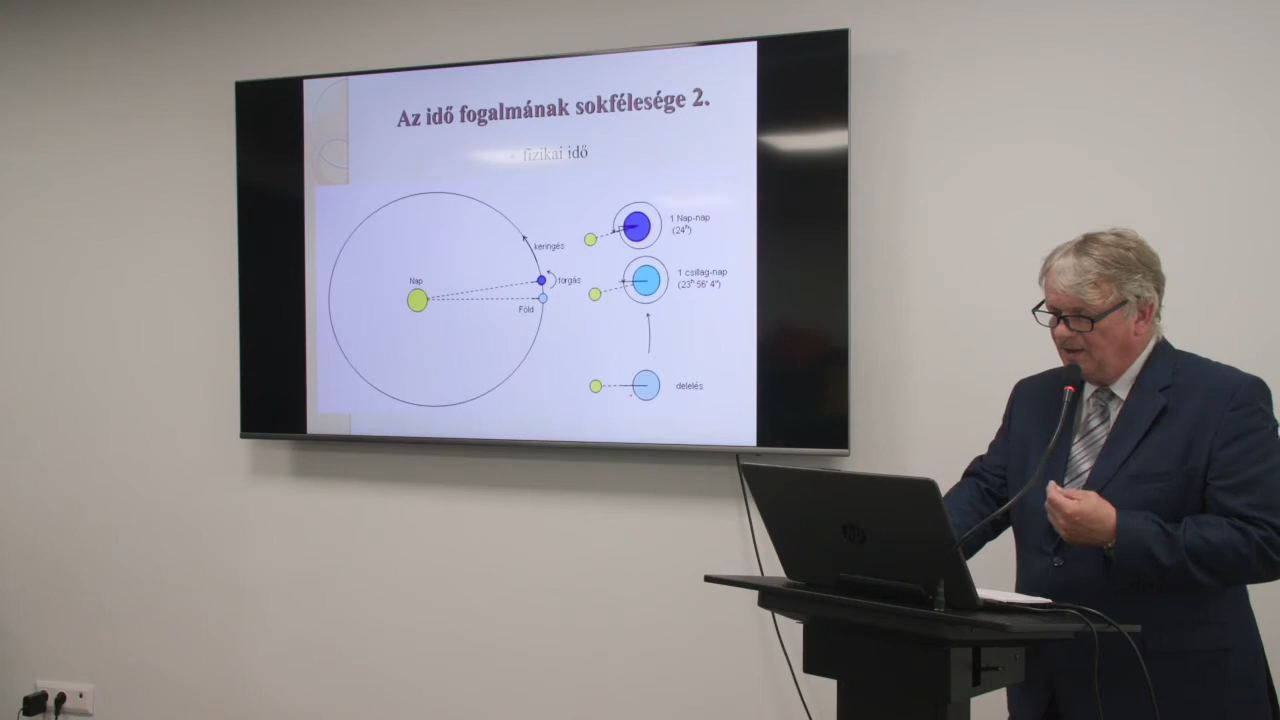 Az idő fogalmának sokfélesége 2.
• fizikai idő
Nap
keringés
forgás
Föld
1 Nap-nap
(24ʰ)
1 csillag-nap
(23ʰ 56' 4")
delelés
hp